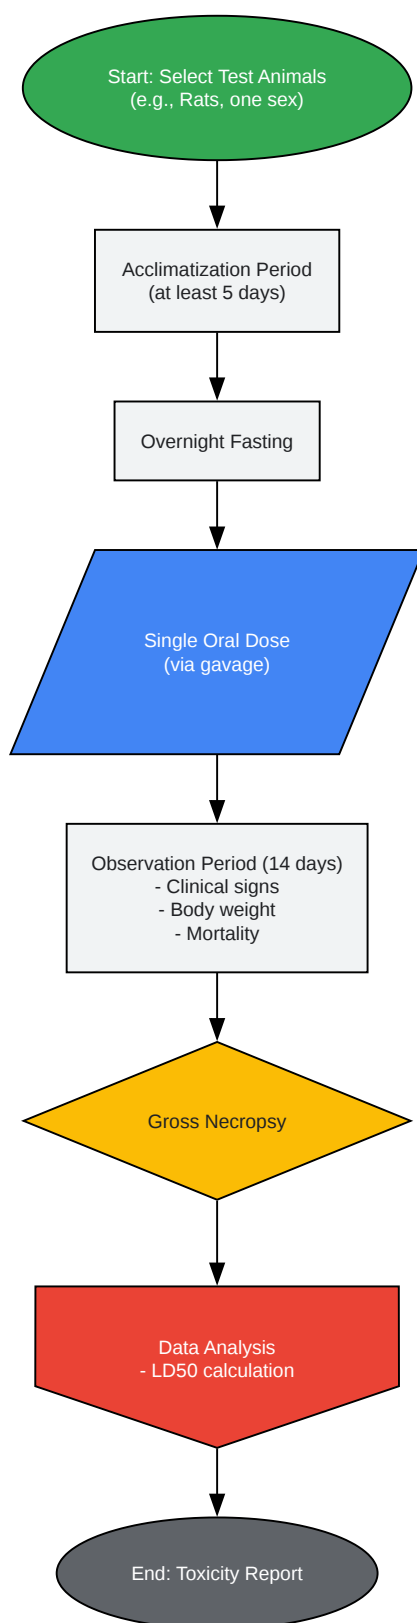 Start: Select Test Animals
(e.g., Rats, one sex)
Acclimatization Period
(at least 5 days)
Overnight Fasting
Single Oral Dose
(via gavage)
Observation Period (14 days)
- Clinical signs
- Body weight
- Mortality
Gross Necropsy
Data Analysis
- LD50 calculation
End: Toxicity Report